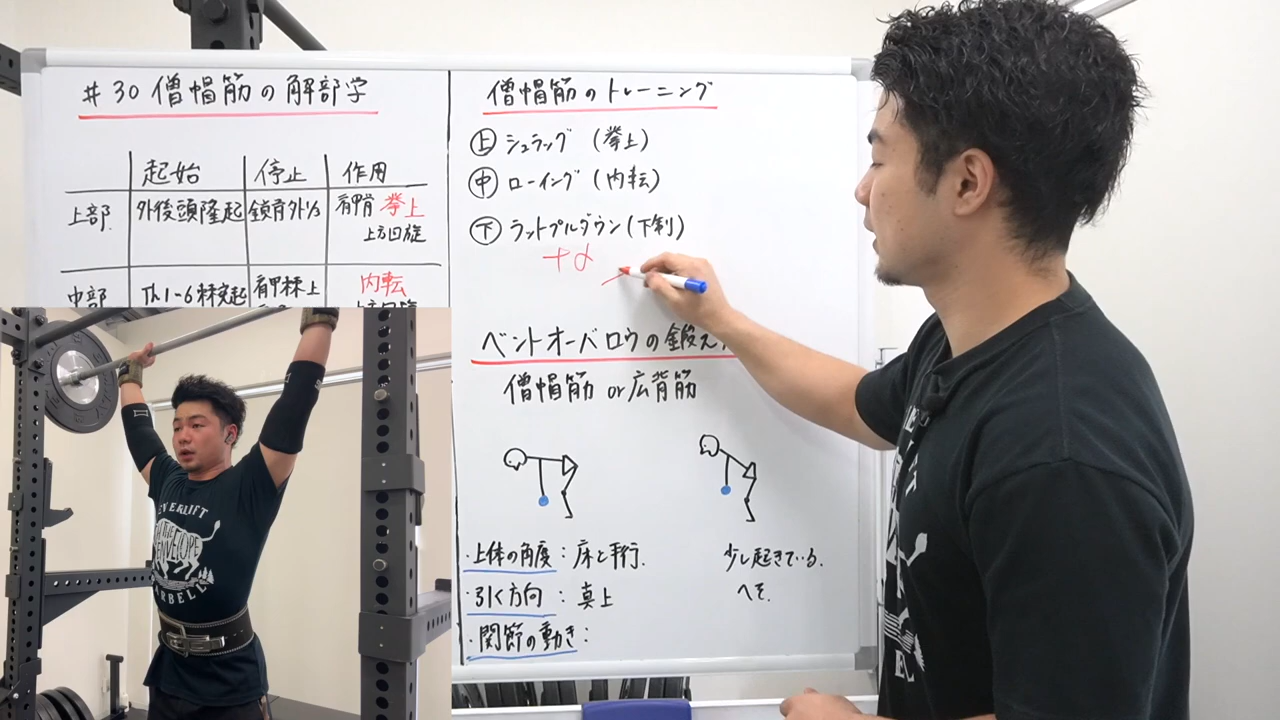 #30 僧帽筋の解部学
起始 停止 作用
上部 外後頭隆起 鎖骨外1/3 肩甲骨 挙上
上方回旋
中部 Th1-6棘突起 肩甲棘上 内転
僧帽筋のトレーニング
上 シュラッグ (挙上)
中 ローイング (内転)
下 ラットプルダウン (下制)
+α
ベントオーバロウの鍛え
僧帽筋 or 広背筋
・上体の角度：床と平行. 少し起きている.
・引く方向：真上 へそ.
・関節の動き：
EVERLIFT
THE
ENVELOPE
BARBELL